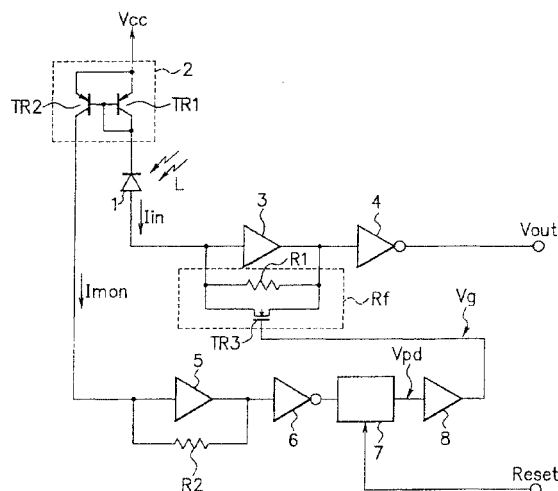 Vcc
2
TR2
TR1
L
1
Iin
3
4
Vout
R1
Rf
TR3
Imon
Vg
5
Vpd
6
7
8
R2
Reset